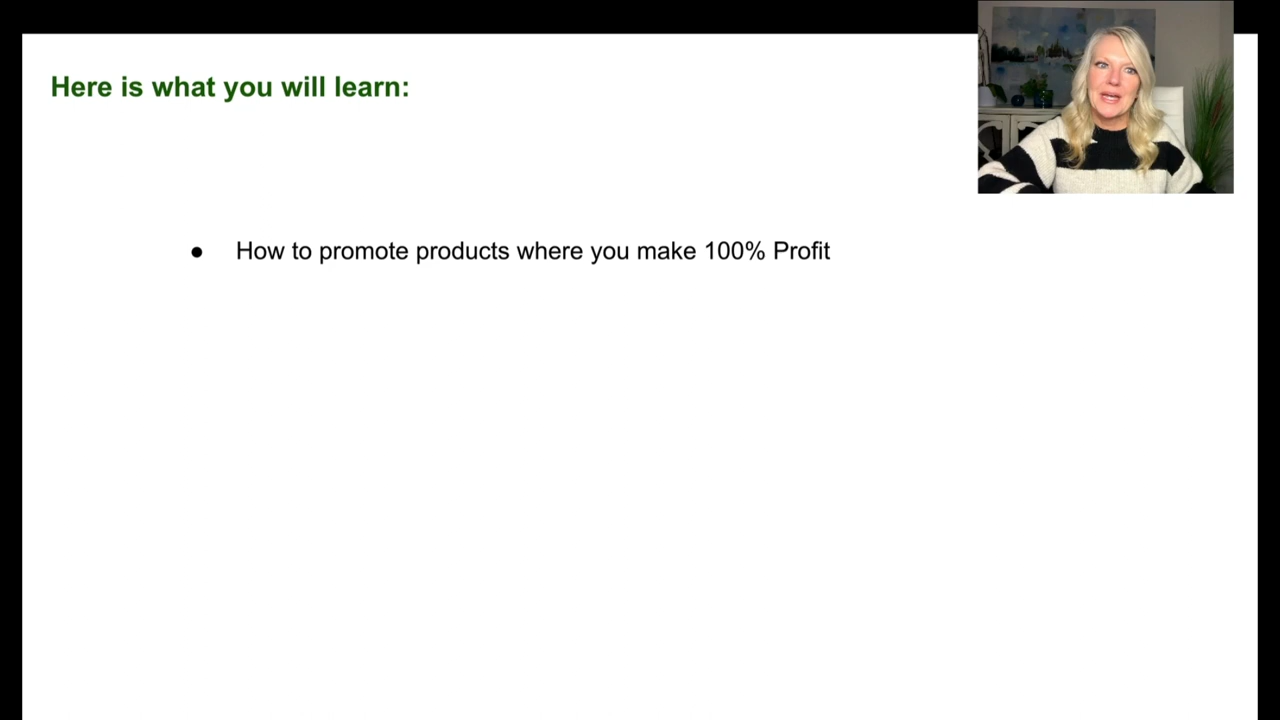 Here is what you will learn:
● How to promote products where you make 100% Profit